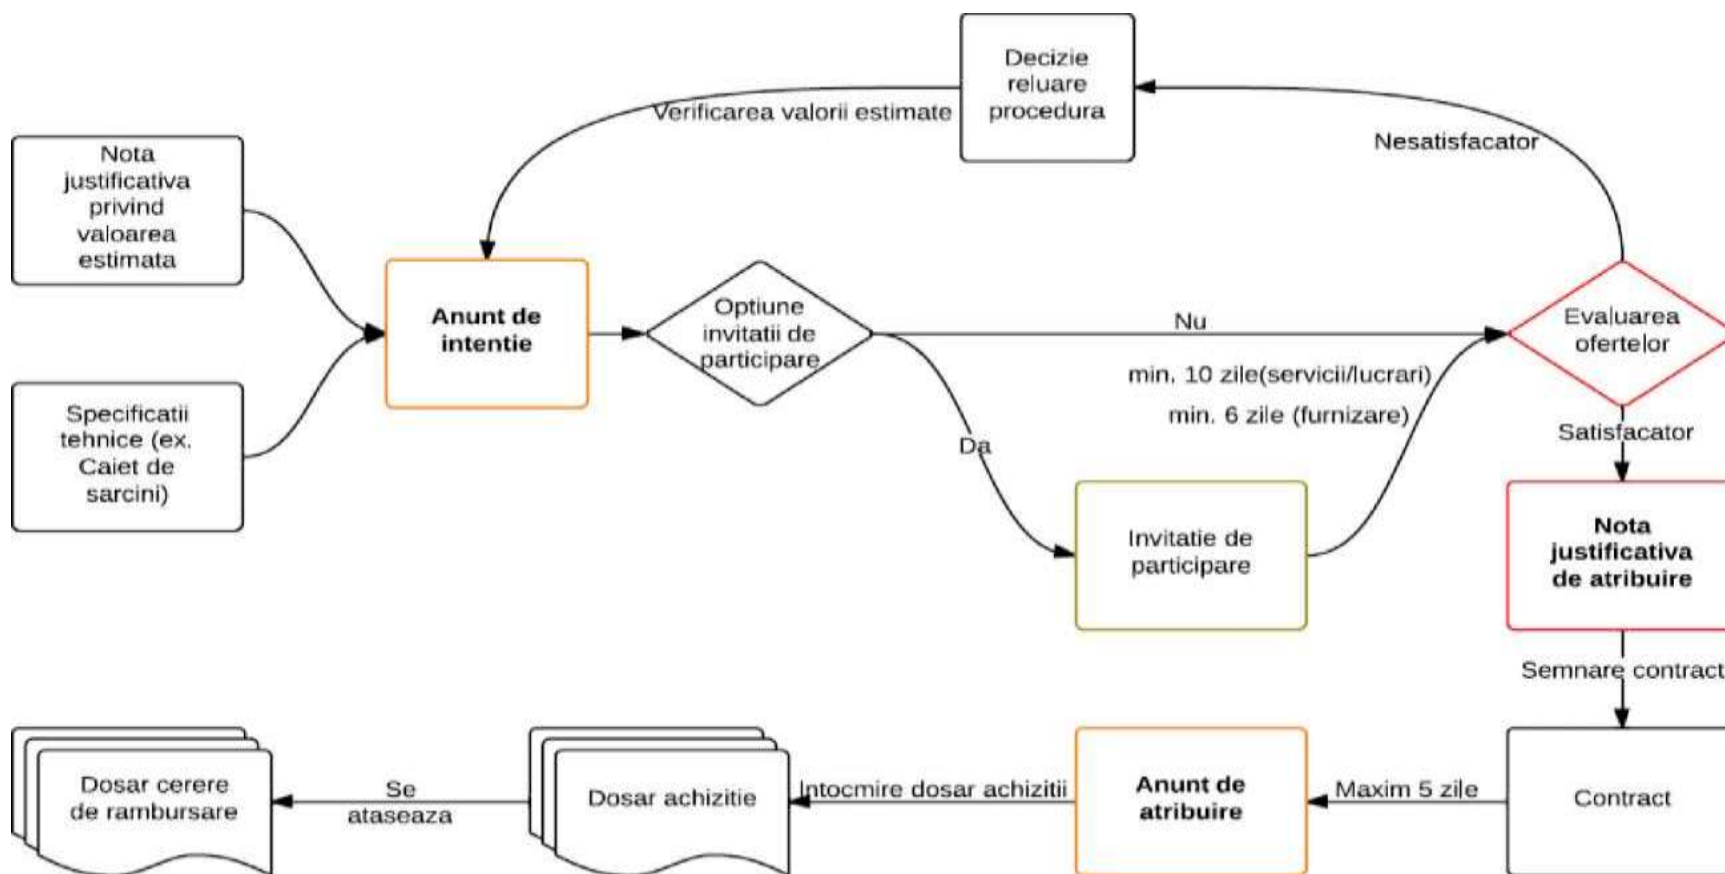 Decizie
reluare
procedura
Verificarea valorii estimate
Nesatisfacator
Nota
justificativa
privind
valoarea
estimata
Anunt de
intentie
Optiune
invitatii de
participare
Nu
Evaluarea
ofertelor
min. 10 zile(servicii/lucrari)
min. 6 zile (furnizare)
Specificatii
tehnice (ex.
Caiet de
sarcini)
Da
Satisfacator
Invitatie de
participare
Nota
justificativa
de atribuire
Semnare contract
Dosar cerere
de rambursare
Se
ataseaza
Dosar achizitie
Intocmire dosar achizitii
Anunt de
atribuire
Maxim 5 zile
Contract